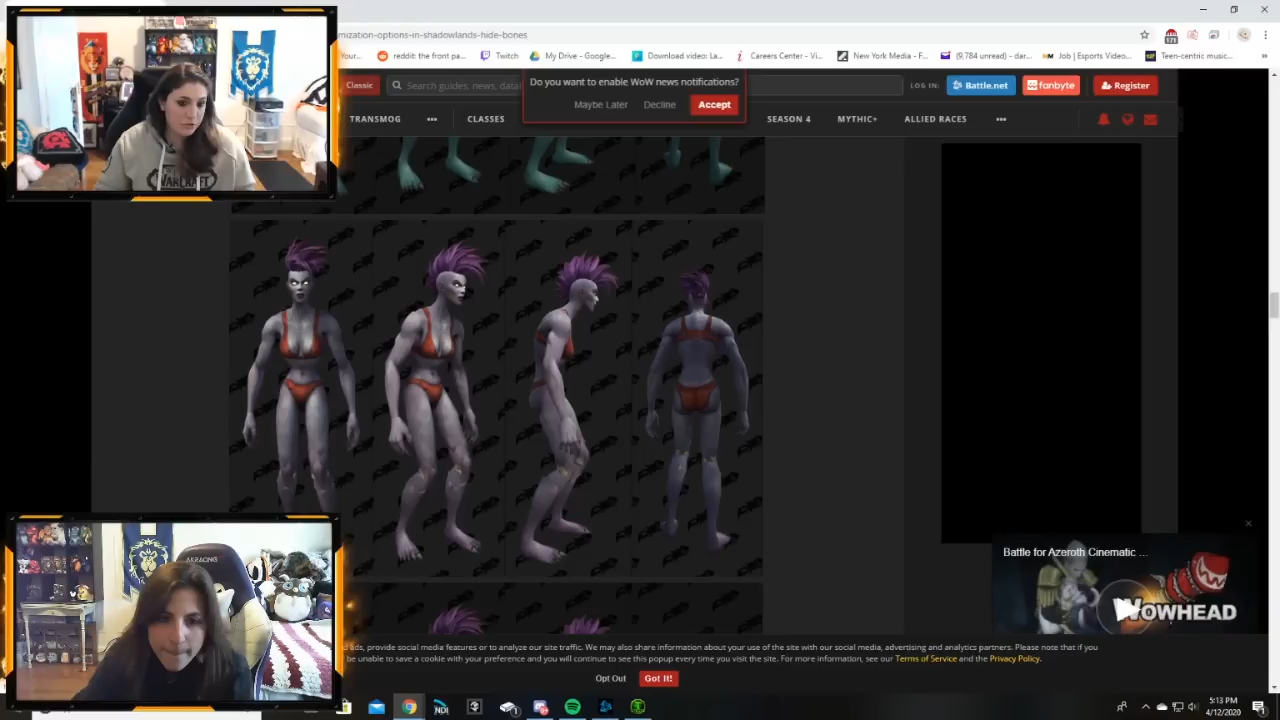 mization-options-in-shadowlands-hide-bones
Your... reddit: the front pa... Twitch My Drive - Google... Download video: La... Careers Center - Vi... New York Media - F... (9,784 unread) - dar... Job | Esports Video... Teen-centric music...
Classic Search guides, news, datal Do you want to enable WoW news notifications? LOG IN: Battle.net fanbyte Register
Maybe Later Decline Accept
TRANSMOG CLASSES SEASON 4 MYTHIC+ ALLIED RACES
WARCRAFT
AKRACING
Battle for Azeroth Cinematic ...
WOWHEAD
d ads, provide social media features or to analyze our site traffic. We may also share information about your use of the site with our social media, advertising and analytics partners. Please note that if you
be unable to save a cookie with your preference and you will continue to see this popup every time you visit the site. For more information, see our Terms of Service and the Privacy Policy.
Opt Out Got It!
5:13 PM
4/12/2020